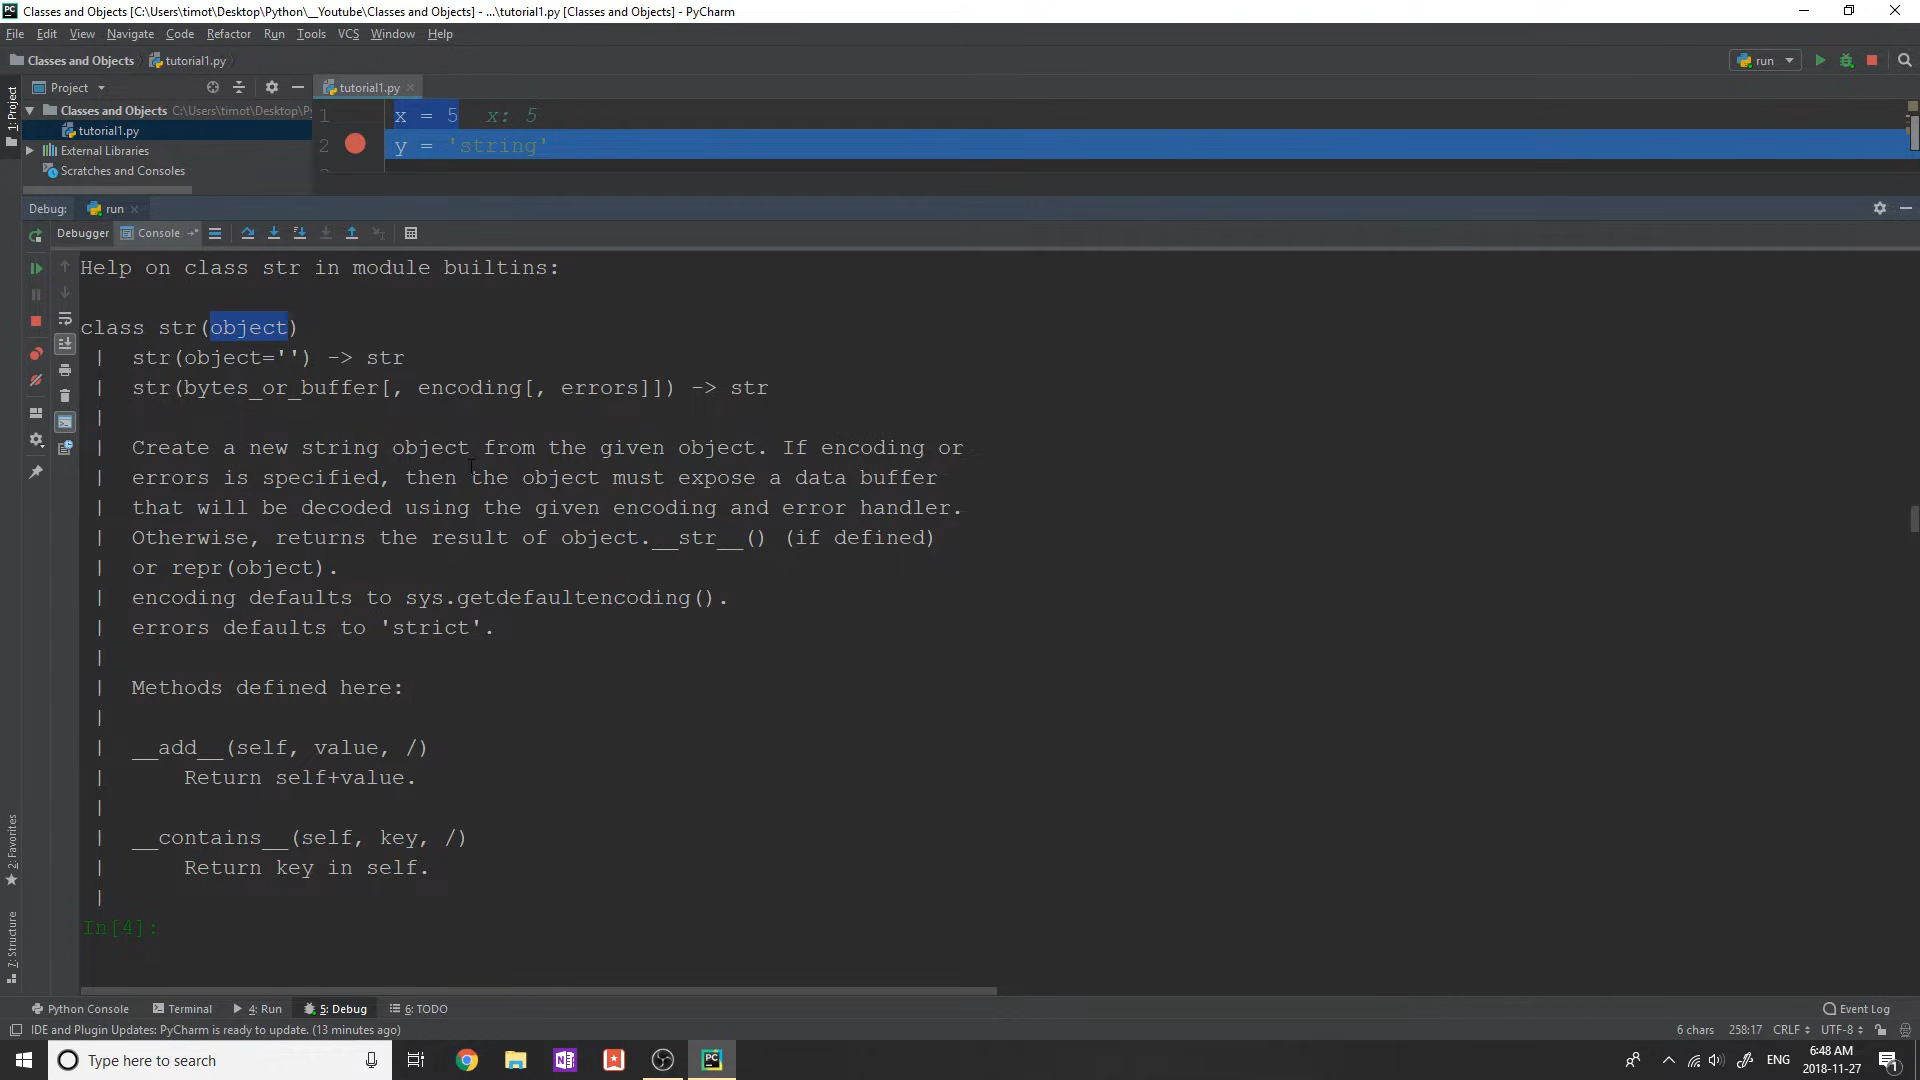 Classes and Objects [C:\Users\timot\Desktop\Python\__Youtube\Classes and Objects] - ...\tutorial1.py [Classes and Objects] - PyCharm
File Edit View Navigate Code Refactor Run Tools VCS Window Help
Classes and Objects tutorial1.py run
1: Project
Project
tutorial1.py
Classes and Objects C:\Users\timot\Desktop\P
tutorial1.py
External Libraries
Scratches and Consoles
1 x = 5 x: 5
2 y = 'string'
Debug: run
Debugger Console
Help on class str in module builtins:
class str(object)
| str(object='') -> str
| str(bytes_or_buffer[, encoding[, errors]]) -> str
|
| Create a new string object from the given object. If encoding or
| errors is specified, then the object must expose a data buffer
| that will be decoded using the given encoding and error handler.
| Otherwise, returns the result of object.__str__() (if defined)
| or repr(object).
| encoding defaults to sys.getdefaultencoding().
| errors defaults to 'strict'.
|
| Methods defined here:
|
| __add__(self, value, /)
| Return self+value.
|
| __contains__(self, key, /)
| Return key in self.
|
In[4]:
2: Favorites
7: Structure
Python Console Terminal 4: Run 5: Debug 6: TODO Event Log
IDE and Plugin Updates: PyCharm is ready to update. (13 minutes ago) 6 chars 258:17 CRLF UTF-8
Type here to search ENG 6:48 AM
2018-11-27
1